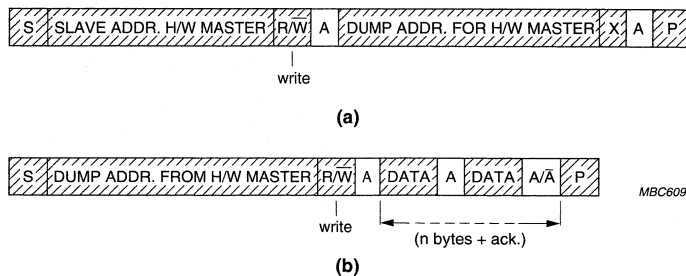 S SLAVE ADDR. H/W MASTER R/W̅ A DUMP ADDR. FOR H/W MASTER X A P
write
(a)
S DUMP ADDR. FROM H/W MASTER R/W̅ A DATA A DATA A/A̅ P
MBC609
write
(n bytes + ack.)
(b)